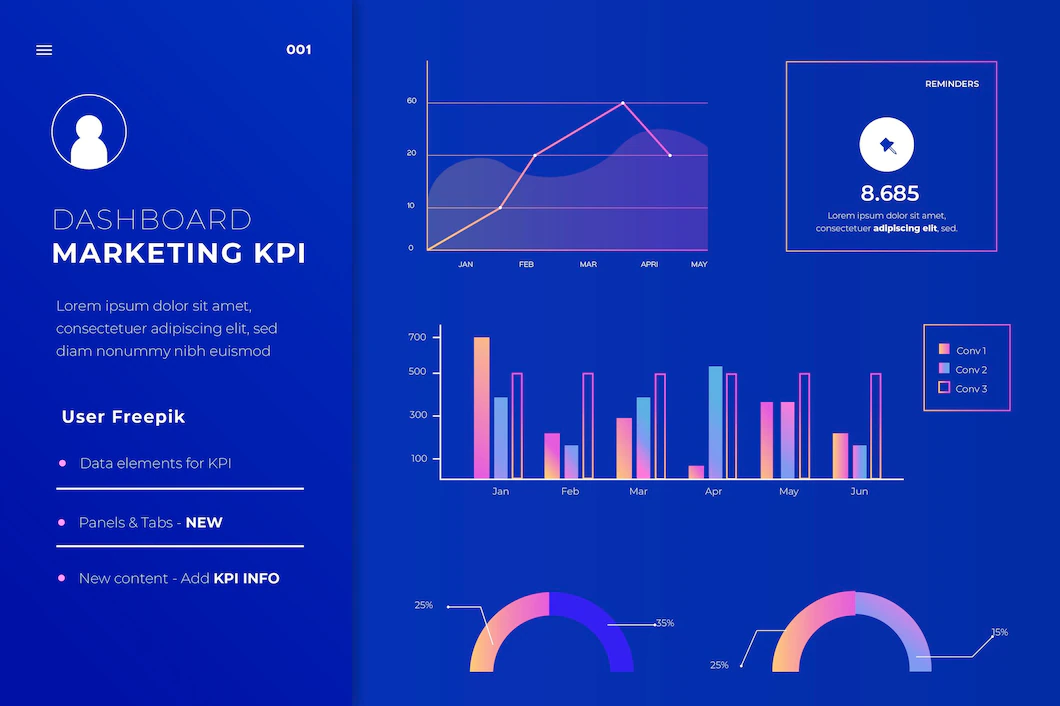 001
DASHBOARD
MARKETING KPI
Lorem ipsum dolor sit amet,
consectetuer adipiscing elit, sed
diam nonummy nibh euismod
User Freepik
Data elements for KPI
Panels & Tabs - NEW
New content - Add KPI INFO
60
20
10
0
JAN FEB MAR APRI MAY
REMINDERS
8.685
Lorem ipsum dolor sit amet,
consectetuer adipiscing elit, sed.
700
500
300
100
Jan Feb Mar Apr May Jun
Conv 1
Conv 2
Conv 3
25%
35%
25%
15%